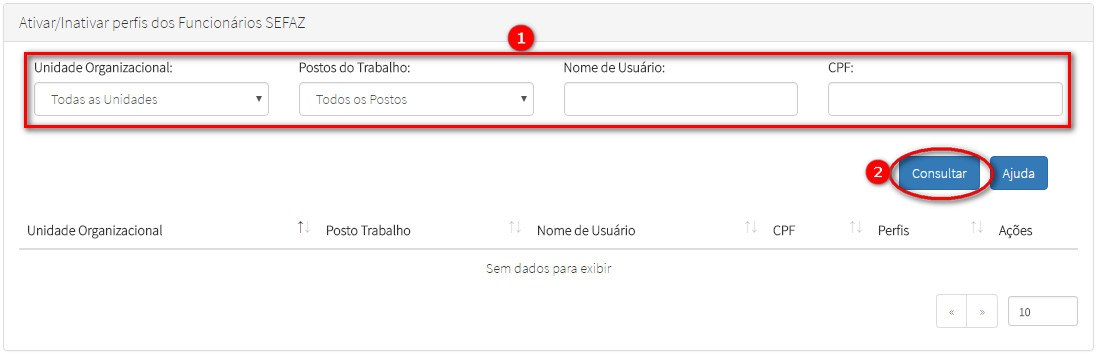 Ativar/Inativar perfis dos Funcionários SEFAZ
1
Unidade Organizacional: Postos do Trabalho: Nome de Usuário: CPF:
Todas as Unidades Todos os Postos
2 Consultar Ajuda
Unidade Organizacional Posto Trabalho Nome de Usuário CPF Perfis Ações
Sem dados para exibir
« » 10